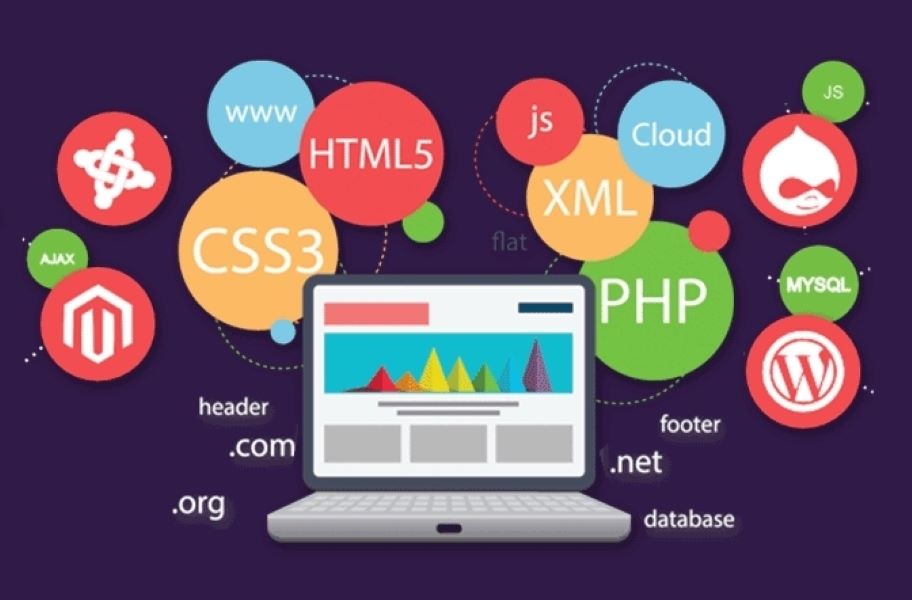 JS
www
js
HTML5
Cloud
XML
flat
CSS3
AJAX
MYSQL
PHP
header
footer
.com
.net
.org
database